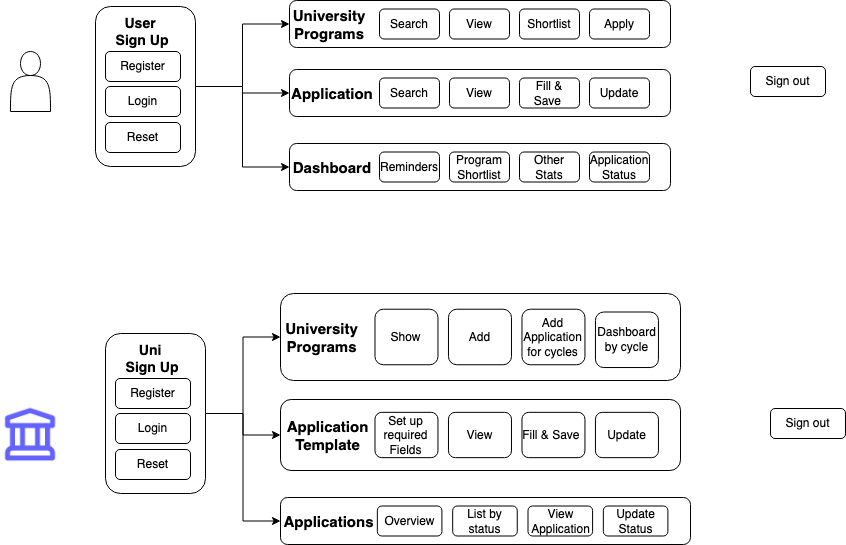 User
Sign Up
Register
Login
Reset
University
Programs
Search
View
Shortlist
Apply
Application
Search
View
Fill &
Save
Update
Dashboard
Reminders
Program
Shortlist
Other
Stats
Application
Status
Sign out
Uni
Sign Up
Register
Login
Reset
University
Programs
Show
Add
Add
Application
for cycles
Dashboard
by cycle
Application
Template
Set up
required
Fields
View
Fill & Save
Update
Applications
Overview
List by
status
View
Application
Update
Status
Sign out